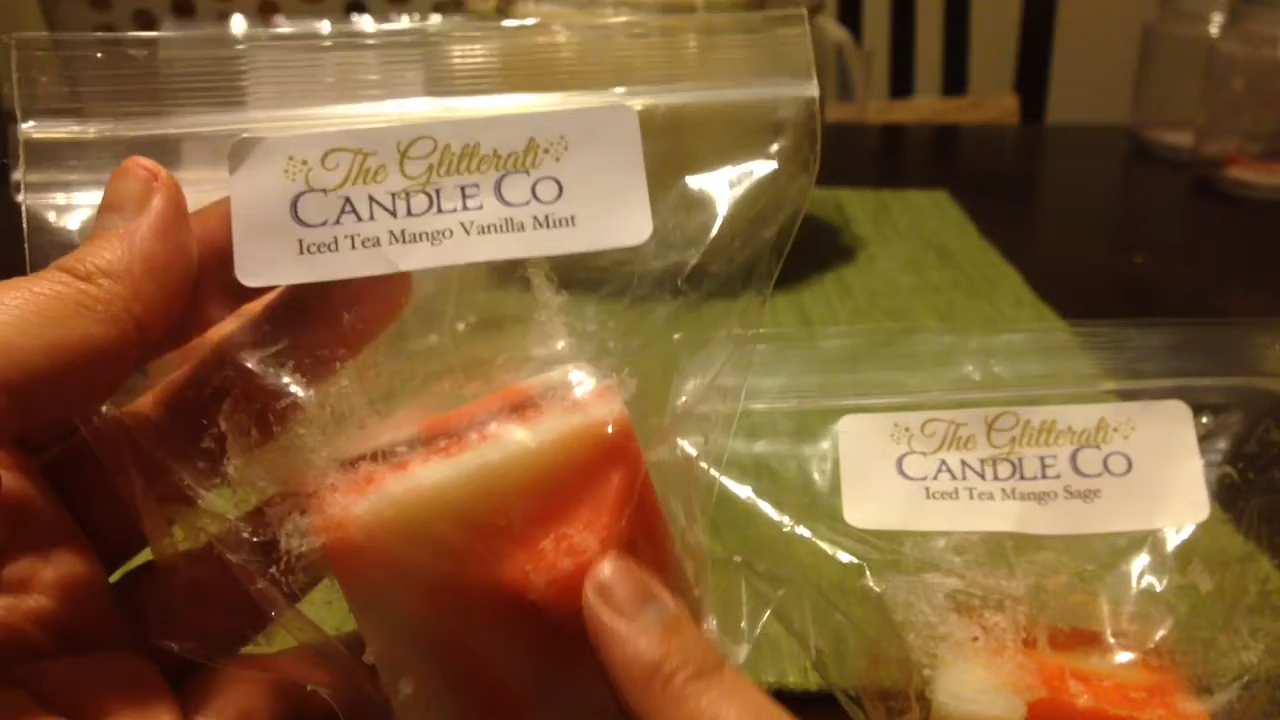 The Glitterati
CANDLE CO
Iced Tea Mango Vanilla Mint
The Glitterati
CANDLE CO
Iced Tea Mango Sage